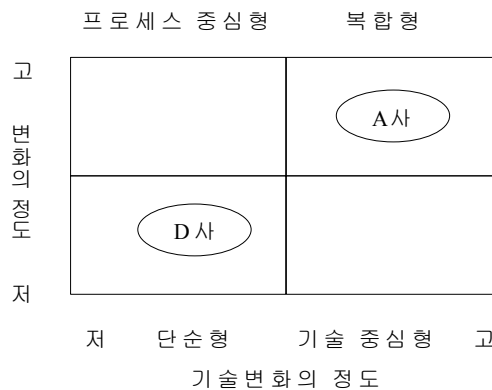 프로세스 중심형 복합형
고
변화의 정도
저
A사
D사
저 단순형 기술 중심형 고
기술변화의 정도